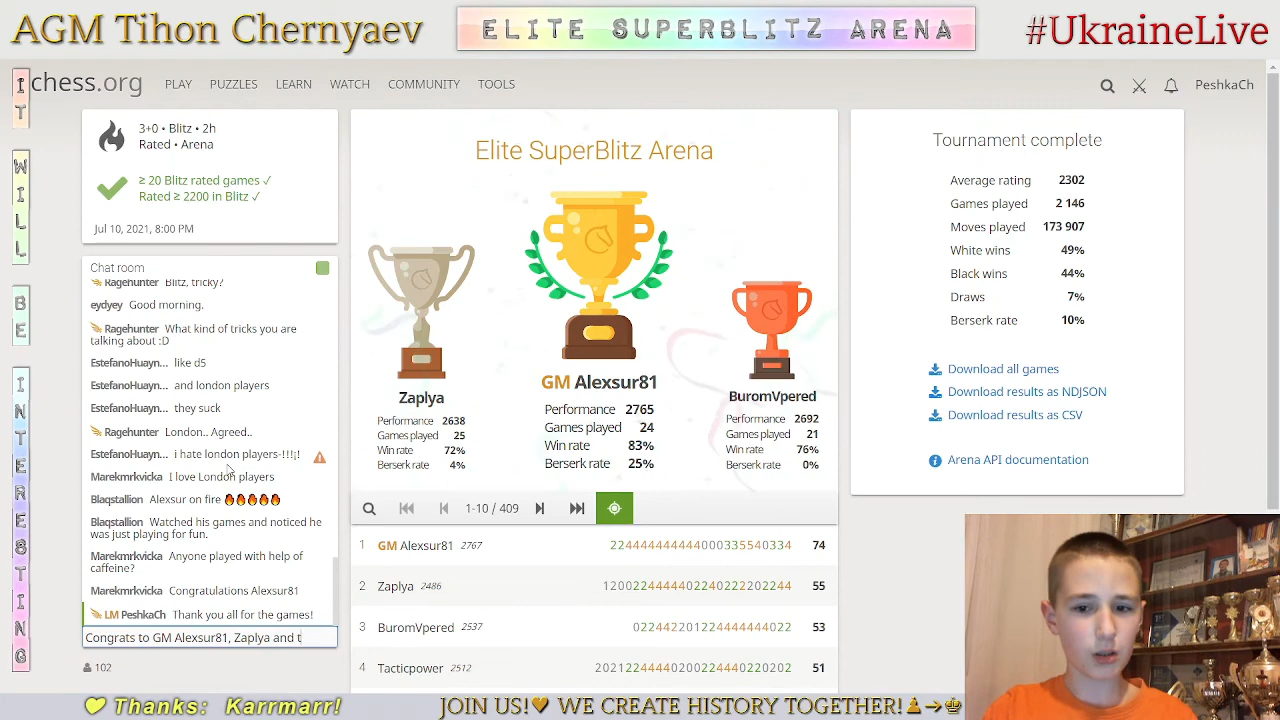 AGM Tihon Chernyaev
ELITE SUPERBLITZ ARENA
#UkraineLive
IT WILL BE INTERESTING
chess.org
PLAY
PUZZLES
LEARN
WATCH
COMMUNITY
TOOLS
PeshkaCh
3+0 • Blitz • 2h
Rated • Arena
≥ 20 Blitz rated games ✓
Rated ≥ 2200 in Blitz ✓
Jul 10, 2021, 8:00 PM
Chat room
Ragehunter Blitz, tricky?
eydyey Good morning.
Ragehunter What kind of tricks you are
talking about :D
EstefanoHuayn... like d5
EstefanoHuayn... and london players
EstefanoHuayn... they suck
Ragehunter London.. Agreed..
EstefanoHuayn... i hate london players-!!!¡!
Marekmrkvicka I love London players
Blaqstallion Alexsur on fire 🔥🔥🔥🔥🔥
Blaqstallion Watched his games and noticed he
was just playing for fun.
Marekmrkvicka Anyone played with help of
caffeine?
Marekmrkvicka Congratulations Alexsur81
LM PeshkaCh Thank you all for the games!
Congrats to GM Alexsur81, Zaplya and t
102
Elite SuperBlitz Arena
Zaplya
Performance 2638
Games played 25
Win rate 72%
Berserk rate 4%
GM Alexsur81
Performance 2765
Games played 24
Win rate 83%
Berserk rate 25%
BuromVpered
Performance 2692
Games played 21
Win rate 76%
Berserk rate 0%
1-10 / 409
1 GM Alexsur81 2767 22444444444000335540334 74
2 Zaplya 2486 1200224444402240222202244 55
3 BuromVpered 2537 022442201224444444022 53
4 Tacticpower 2512 20212244440200224440220202 51
Tournament complete
Average rating 2302
Games played 2 146
Moves played 173 907
White wins 49%
Black wins 44%
Draws 7%
Berserk rate 10%
Download all games
Download results as NDJSON
Download results as CSV
Arena API documentation
Thanks: Karrmarr!
JOIN US!♥ WE CREATE HISTORY TOGETHER!♟→♚